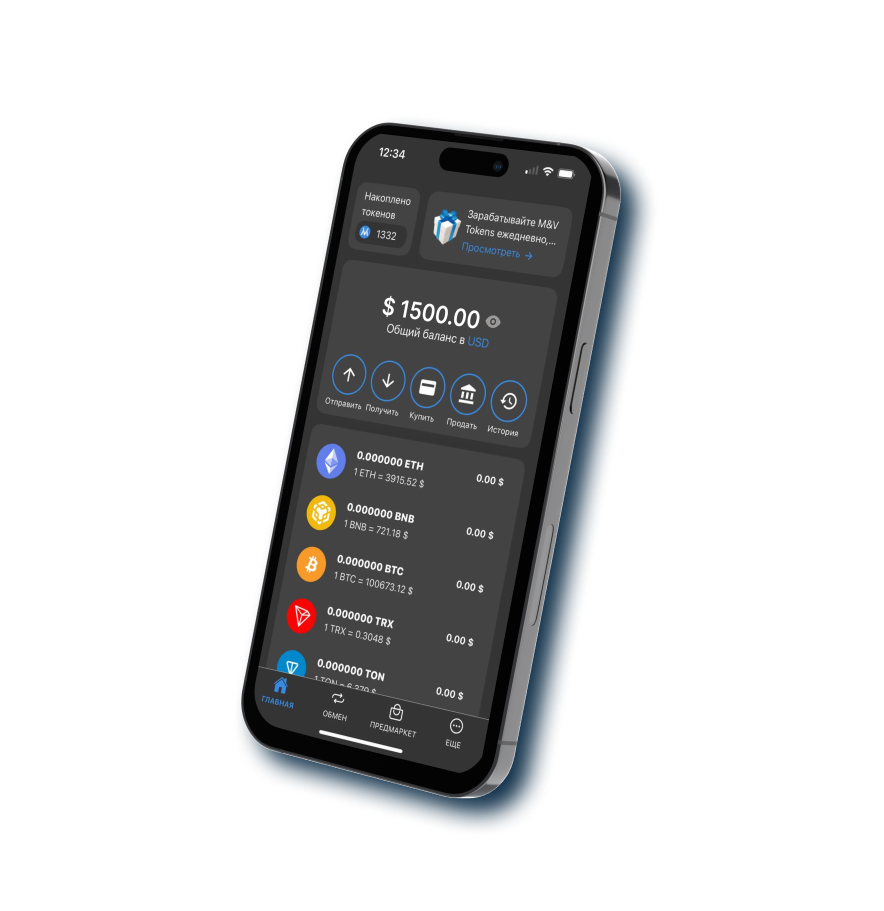 12:34
Накоплено
токенов
1332
Зарабатывайте M&V
Tokens ежедневно,...
Просмотреть →
$ 1500.00
Общий баланс в USD
Отправить
Получить
Купить
Продать
История
0.000000 ETH
1 ETH = 3915.52 $
0.00 $
0.000000 BNB
1 BNB = 721.18 $
0.00 $
0.000000 BTC
1 BTC = 100673.12 $
0.00 $
0.000000 TRX
1 TRX = 0.3048 $
0.00 $
0.000000 TON
1 TON =
0.00 $
ГЛАВНАЯ
ОБМЕН
ПРЕДМАРКЕТ
ЕЩЕ